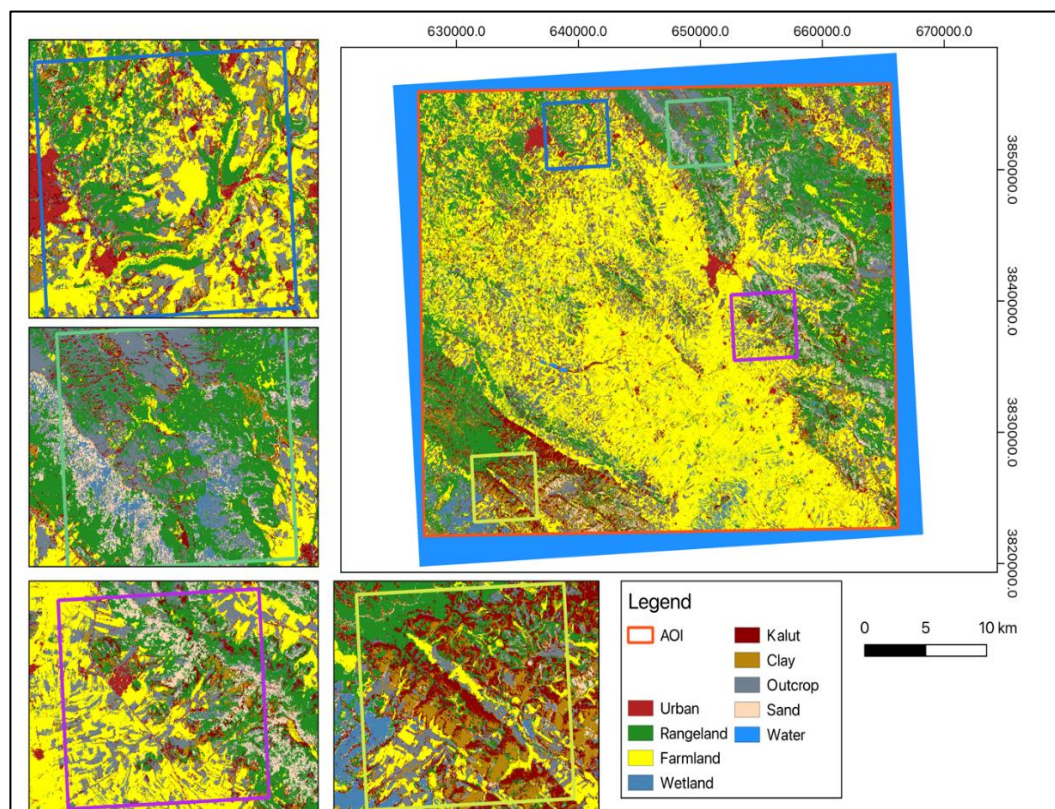 630000.0 640000.0 650000.0 660000.0 670000.0
3850000.0
3840000.0
3830000.0
3820000.0
Legend
AOI
Urban
Rangeland
Farmland
Wetland
Kalut
Clay
Outcrop
Sand
Water
0 5 10 km